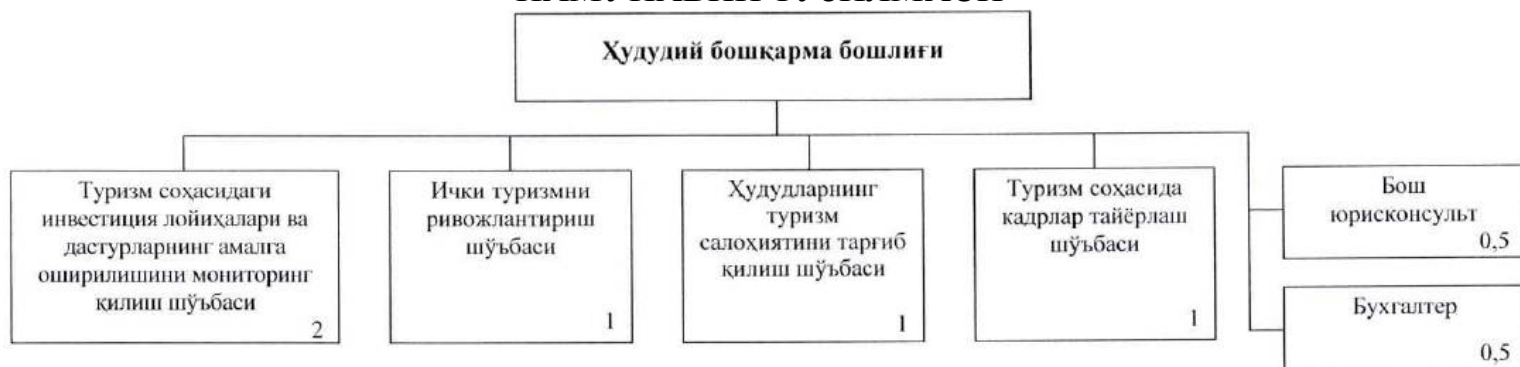 Ҳудудий бошқарма бошлиғи
Туризм соҳасидаги
инвестиция лойиҳалари ва
дастурларнинг амалга
оширилишини мониторинг
қилиш шўъбаси
2
Ички туризмни
ривожлантириш
шўъбаси
1
Ҳудудларнинг
туризм
салоҳиятини тарғиб
қилиш шўъбаси
1
Туризм соҳасида
кадрлар тайёрлаш
шўъбаси
1
Бош
юрисконсульт
0,5
Бухгалтер
0,5